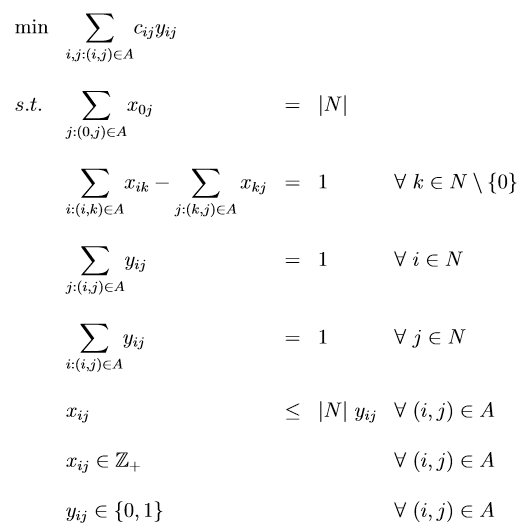 min ∑_{i,j:(i,j)∈A} c_{ij}y_{ij}
s.t. ∑_{j:(0,j)∈A} x_{0j} = |N|
∑_{i:(i,k)∈A} x_{ik} − ∑_{j:(k,j)∈A} x_{kj} = 1 ∀ k ∈ N \ {0}
∑_{j:(i,j)∈A} y_{ij} = 1 ∀ i ∈ N
∑_{i:(i,j)∈A} y_{ij} = 1 ∀ j ∈ N
x_{ij} ≤ |N| y_{ij} ∀ (i, j) ∈ A
x_{ij} ∈ ℤ₊ ∀ (i, j) ∈ A
y_{ij} ∈ {0, 1} ∀ (i, j) ∈ A